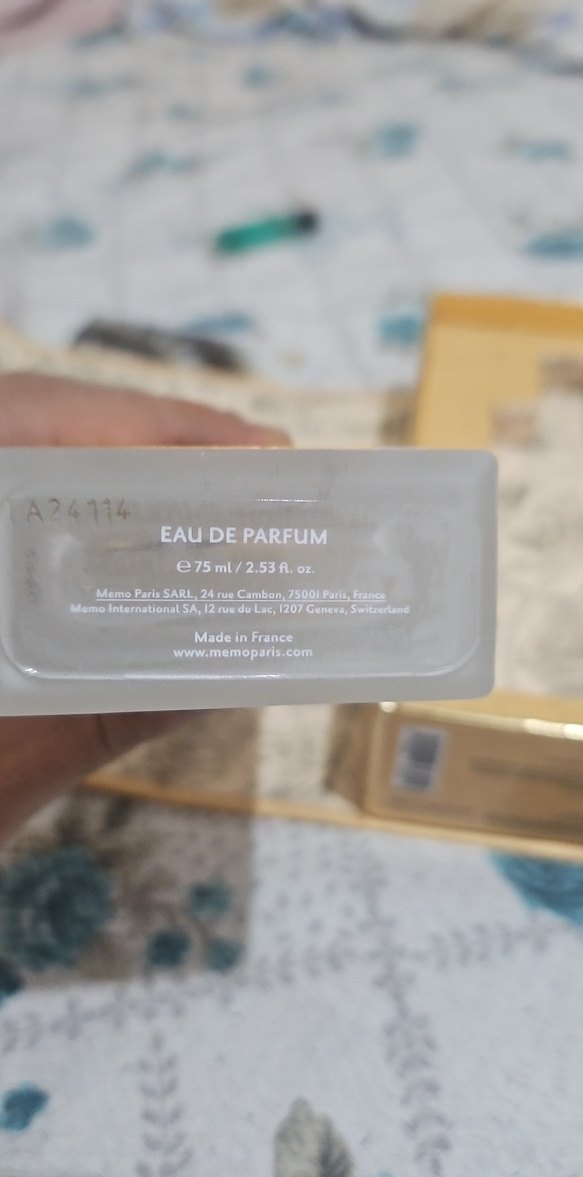 A24114
EAU DE PARFUM
℮ 75 ml / 2.53 fl. oz.
Memo Paris SARL, 24 rue Cambon, 75001 Paris, France
Memo International SA, 12 rue du Lac, 1207 Geneva, Switzerland
Made in France
www.memoparis.com